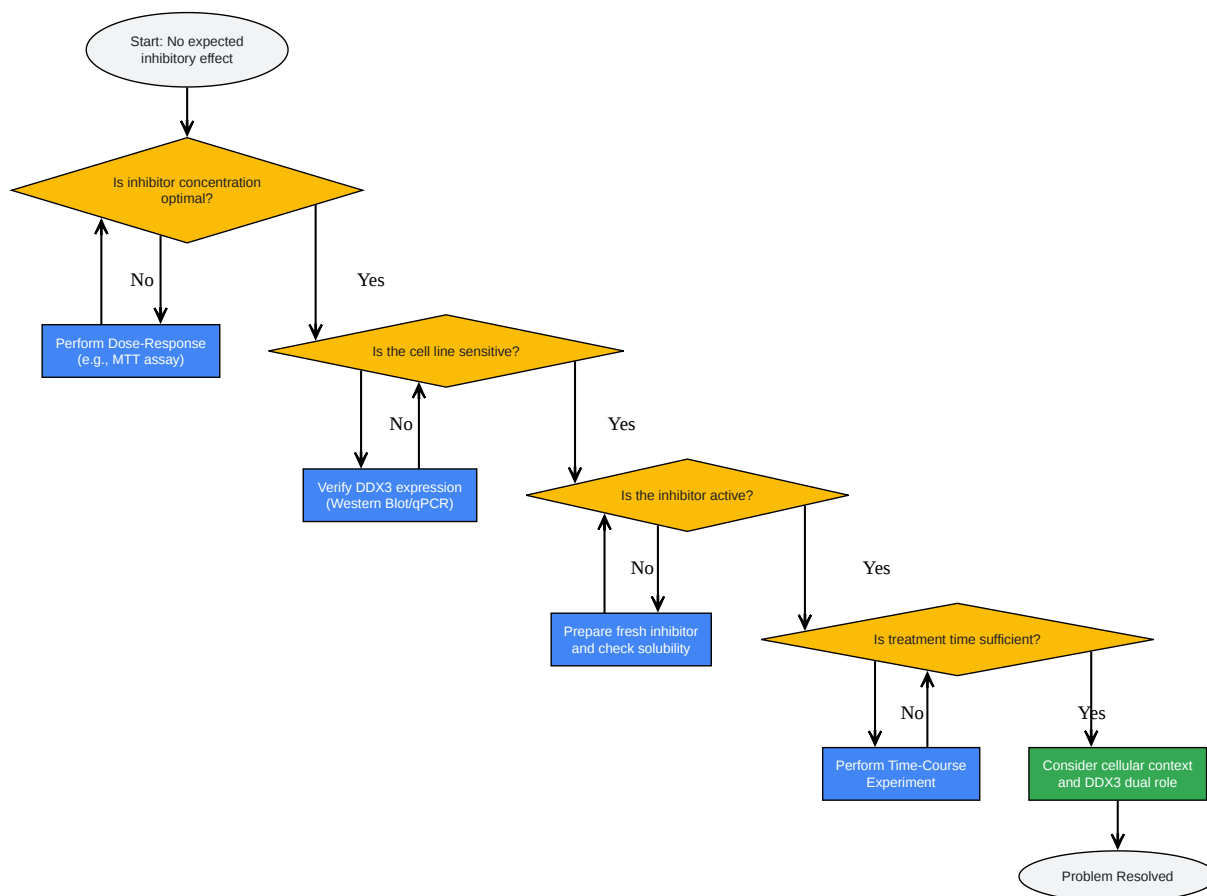 Start: No expected
inhibitory effect
Is inhibitor concentration
optimal?
No
Yes
Perform Dose-Response
(e.g., MTT assay)
Is the cell line sensitive?
No
Yes
Verify DDX3 expression
(Western Blot/qPCR)
Is the inhibitor active?
No
Yes
Prepare fresh inhibitor
and check solubility
Is treatment time sufficient?
No
Yes
Perform Time-Course
Experiment
Consider cellular context
and DDX3 dual role
Problem Resolved